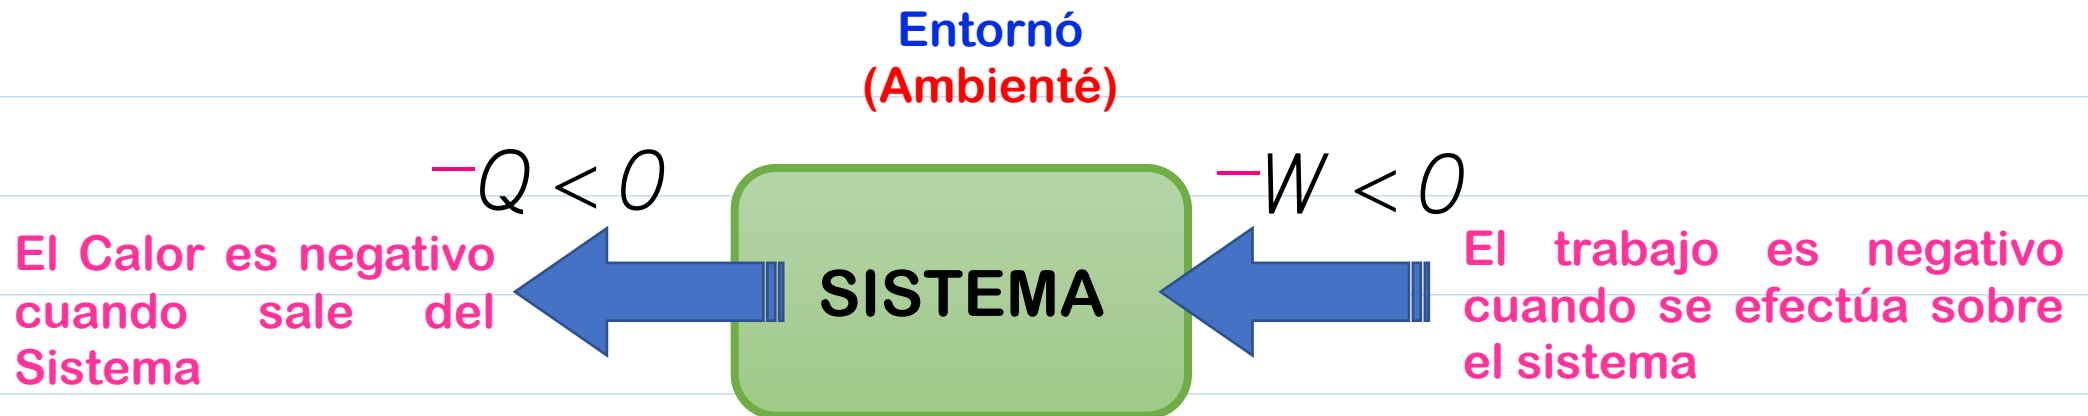 Entornó
(Ambienté)
−Q < 0
−W < 0
El Calor es negativo
cuando sale del
Sistema
SISTEMA
El trabajo es negativo
cuando se efectúa sobre
el sistema